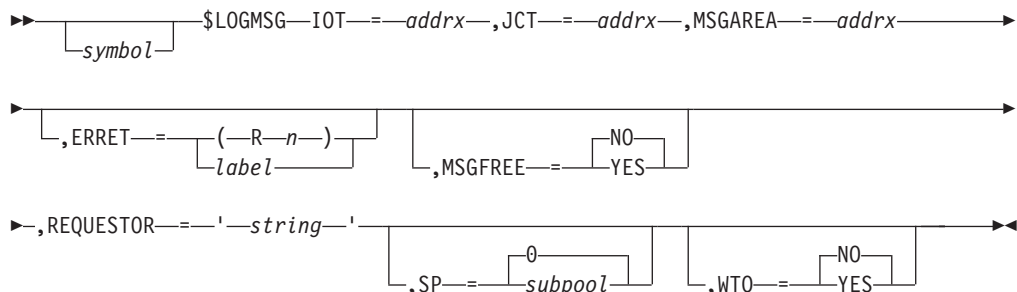 $LOGMSG IOT = addrx ,JCT = addrx ,MSGAREA = addrx
symbol
,ERRET = ( R n ) ,MSGFREE = NO
label YES
,REQUESTOR = ' string ' ,SP = 0 ,WTO = NO
subpool YES